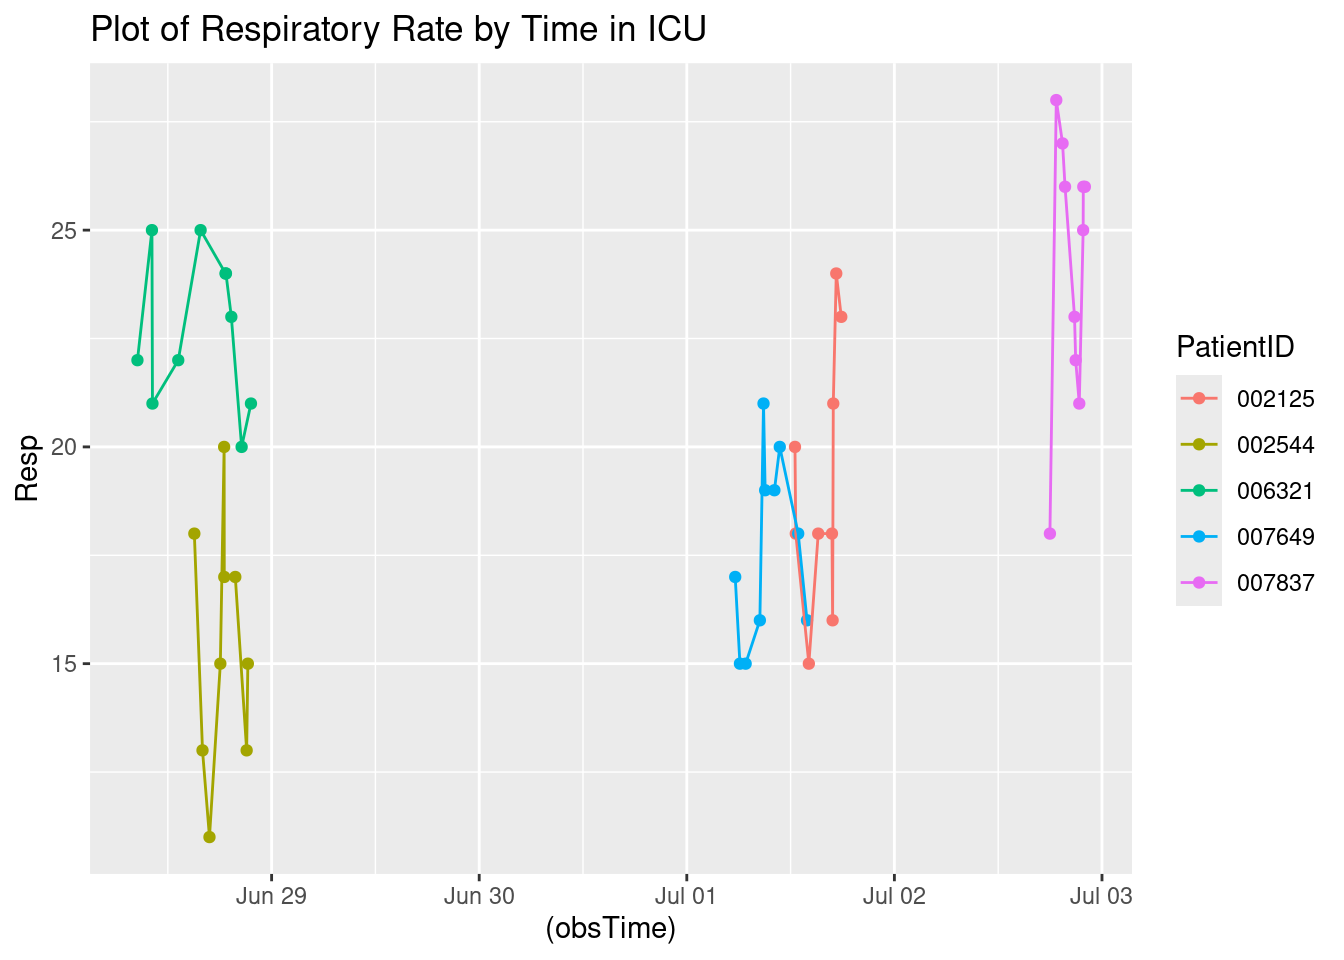 Plot of Respiratory Rate by Time in ICU
Resp
25
20
15
Jun 29
Jun 30
Jul 01
Jul 02
Jul 03
(obsTime)
PatientID
002125
002544
006321
007649
007837